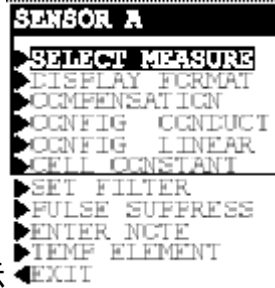 SENSOR A
SELECT MEASURE
DISPLAY FORMAT
COMPENSATION
CONFIG CONDUCT
CONFIG LINEAR
CELL CONSTANT
SET FILTER
PULSE SUPPRESS
ENTER NOTE
TEMP ELEMENT
EXIT